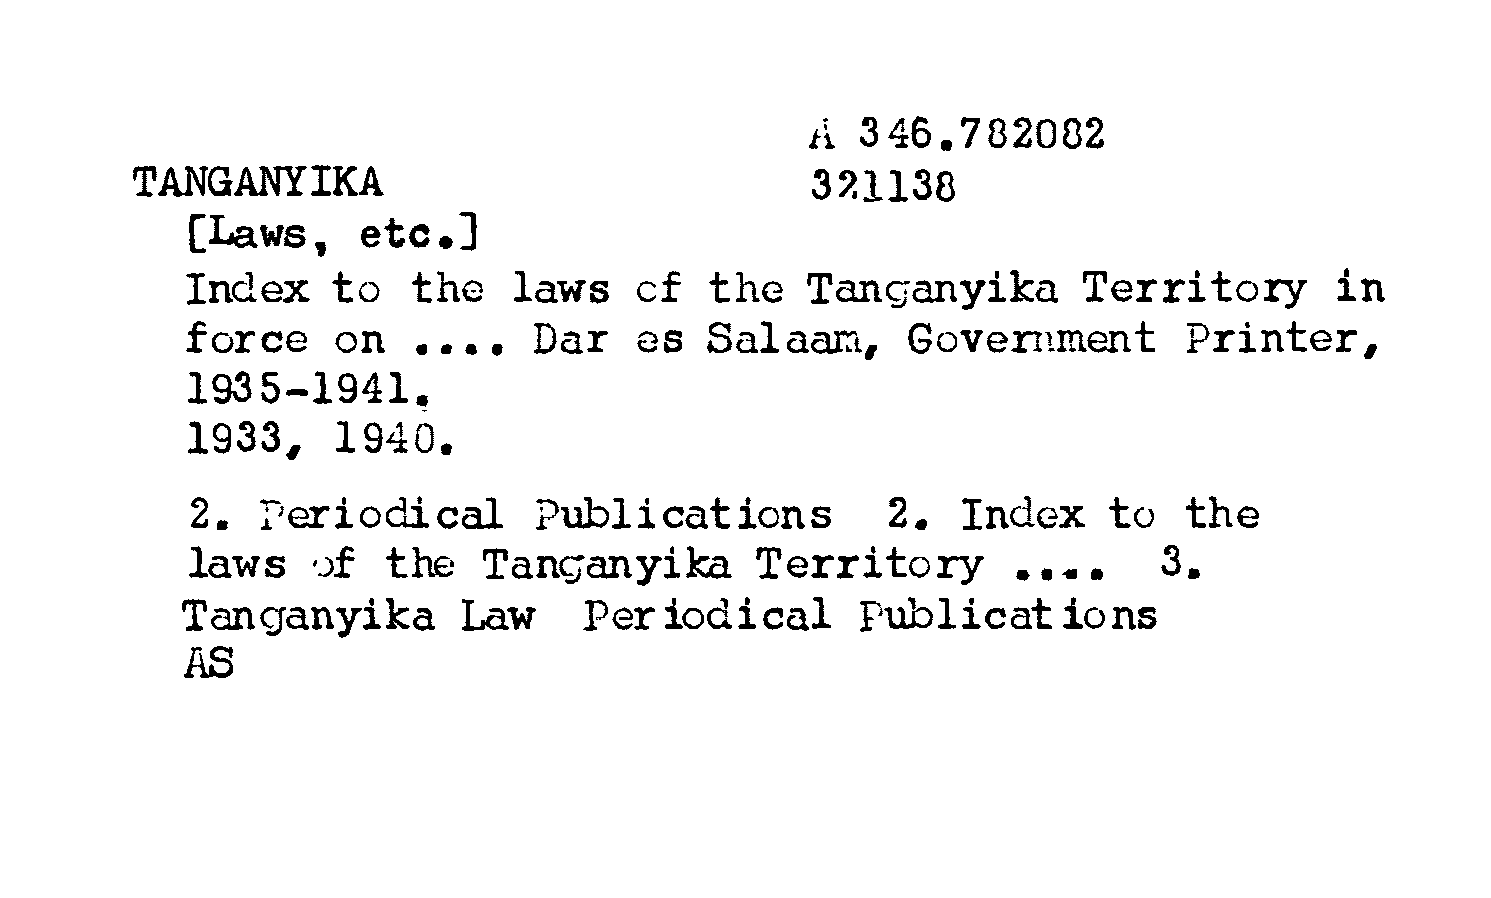 A 346.782082
TANGANYIKA 321138
[Laws, etc.]
Index to the laws of the Tanganyika Territory in
force on .... Dar es Salaam, Government Printer,
1935-1941.
1933, 1940.
2. Periodical Publications 2. Index to the
laws of the Tanganyika Territory .... 3.
Tanganyika Law Periodical Publications
AS